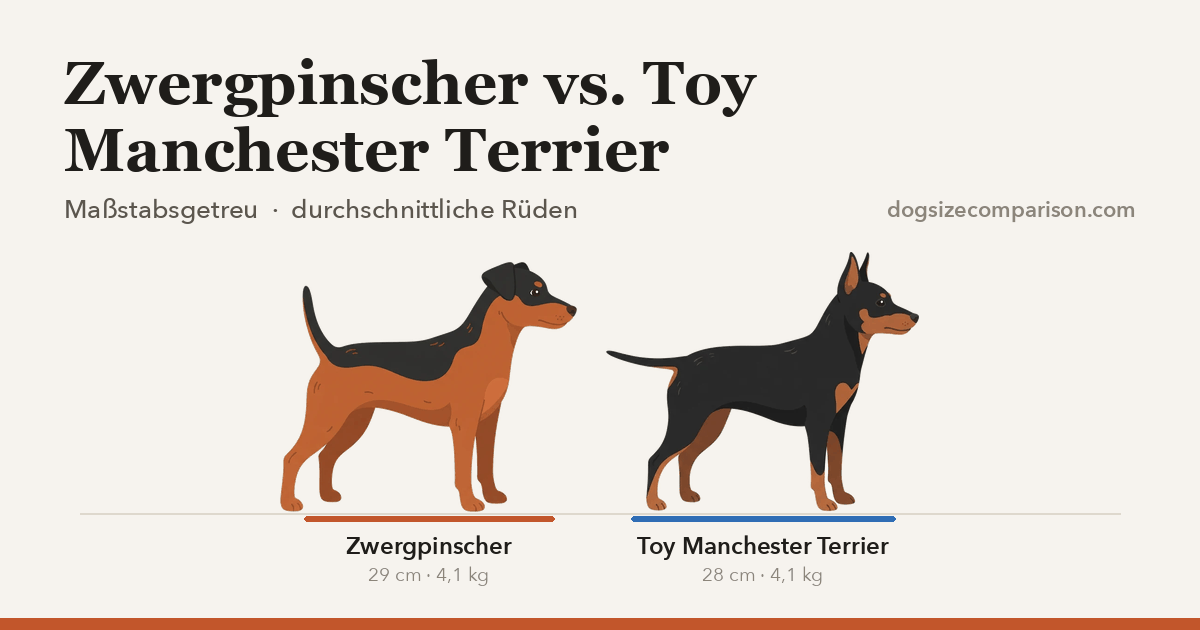 Zwergpinscher vs. Toy
Manchester Terrier
Maßstabsgetreu · durchschnittliche Rüden
dogsizecomparison.com
Zwergpinscher
29 cm · 4,1 kg
Toy Manchester Terrier
28 cm · 4,1 kg